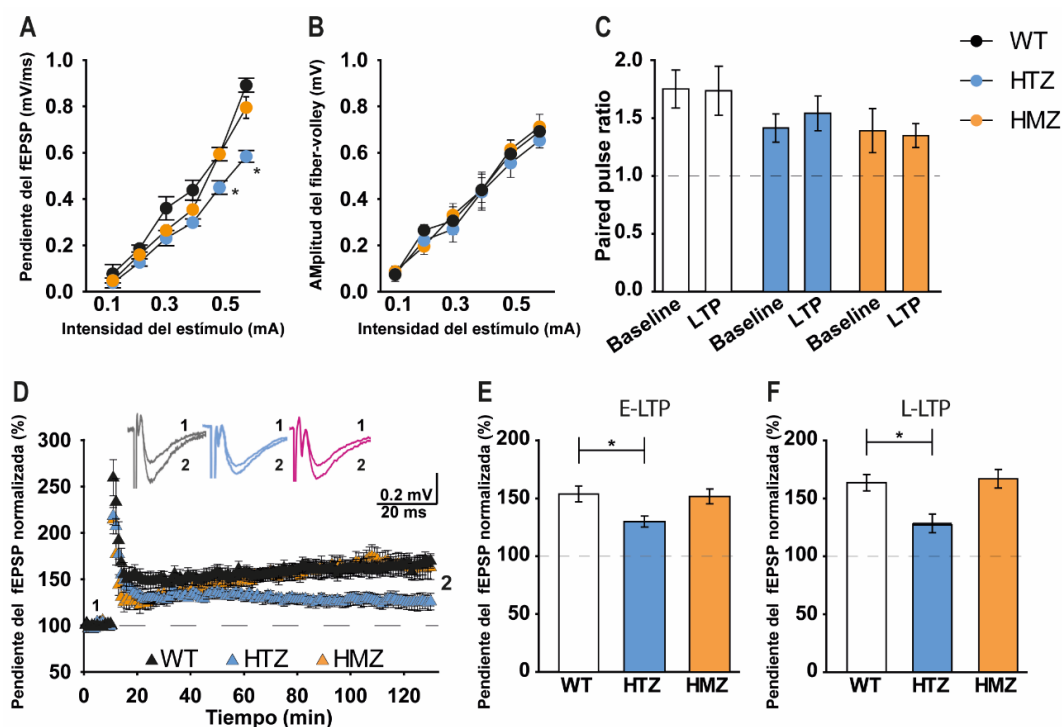 A
Pendiente del fEPSP (mV/ms)
1.0
0.8
0.6
0.4
0.2
0.0
0.1 0.3 0.5
Intensidad del estímulo (mA)
*
*
B
AMplitud del fiber-volley (mV)
1.0
0.8
0.6
0.4
0.2
0.0
0.1 0.3 0.5
Intensidad del estímulo (mA)
C
Paired pulse ratio
2.0
1.5
1.0
0.5
0.0
Baseline LTP Baseline LTP Baseline LTP
WT
HTZ
HMZ
D
Pendiente del fEPSP normalizada (%)
300
250
200
150
100
50
1 1 1
2 2 2
0.2 mV
20 ms
1
2
WT HTZ HMZ
0 20 40 60 80 100 120
Tiempo (min)
E
E-LTP
Pendiente del fEPSP normalizada (%)
200
150
100
50
0
*
WT HTZ HMZ
F
L-LTP
Pendiente del fEPSP normalizada (%)
200
150
100
50
0
*
WT HTZ HMZ